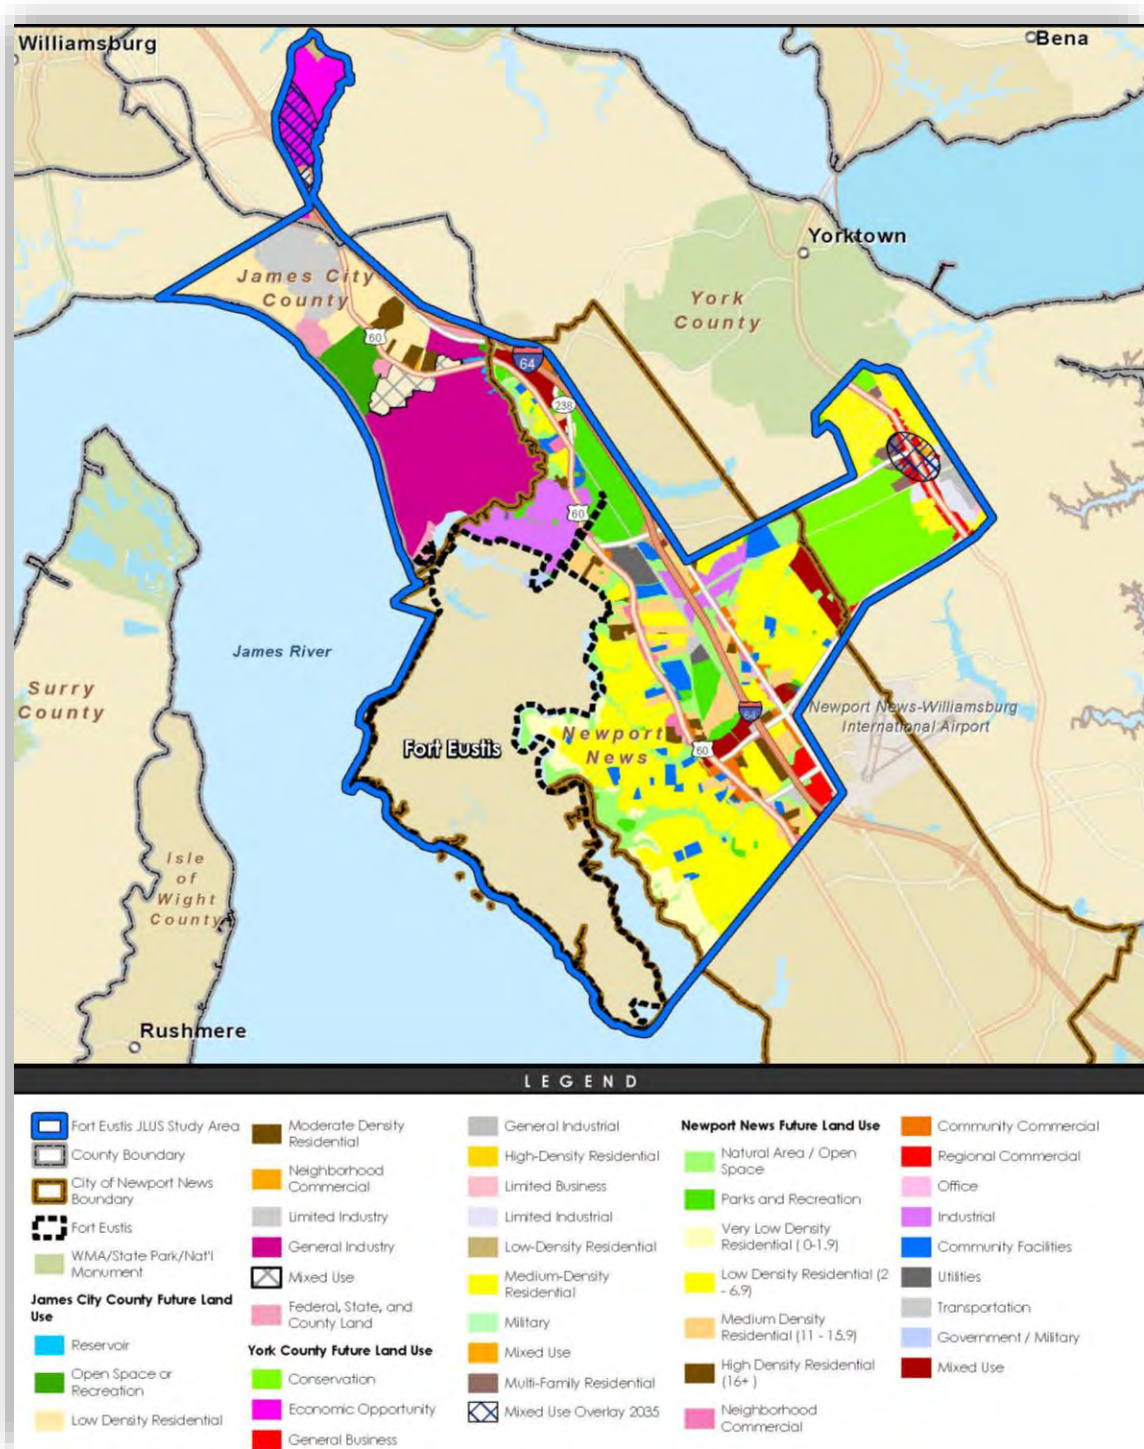 Williamsburg
Bena
Yorktown
James City
County
York
County
60
64
238
60
James River
Surry
County
Newport News-Williamsburg
International Airport
64
Newport
News
60
Fort Eustis
Isle
of
Wight
County
Rushmere
LEGEND
Fort Eustis JLUS Study Area
County Boundary
City of Newport News
Boundary
Fort Eustis
WMA/State Park/Nat'l
Monument
James City County Future Land
Use
Reservoir
Open Space or
Recreation
Low Density Residential
Moderate Density
Residential
Neighborhood
Commercial
Limited Industry
General Industry
Mixed Use
Federal, State, and
County Land
York County Future Land Use
Conservation
Economic Opportunity
General Business
General Industrial
High-Density Residential
Limited Business
Limited Industrial
Low-Density Residential
Medium-Density
Residential
Military
Mixed Use
Multi-Family Residential
Mixed Use Overlay 2035
Newport News Future Land Use
Natural Area / Open
Space
Parks and Recreation
Very Low Density
Residential ( 0-1.9)
Low Density Residential (2
- 6.9)
Medium Density
Residential (11 - 15.9)
High Density Residential
(16+ )
Neighborhood
Commercial
Community Commercial
Regional Commercial
Office
Industrial
Community Facilities
Utilities
Transportation
Government / Military
Mixed Use